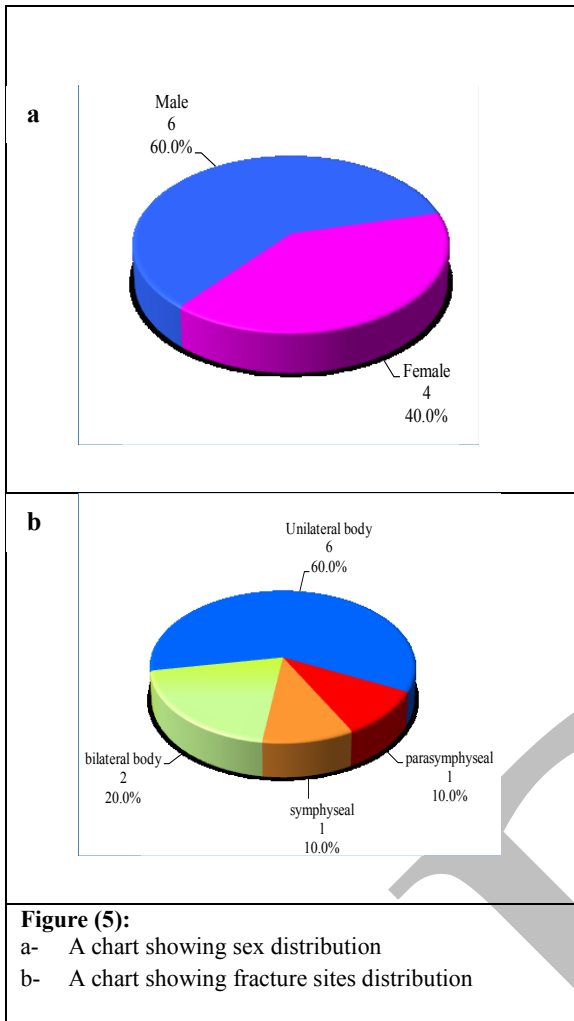 a
Male
6
60.0%
Female
4
40.0%
b
Unilateral body
6
60.0%
parasymphyseal
1
10.0%
symphyseal
1
10.0%
bilateral body
2
20.0%
Figure (5):
a- A chart showing sex distribution
b- A chart showing fracture sites distribution